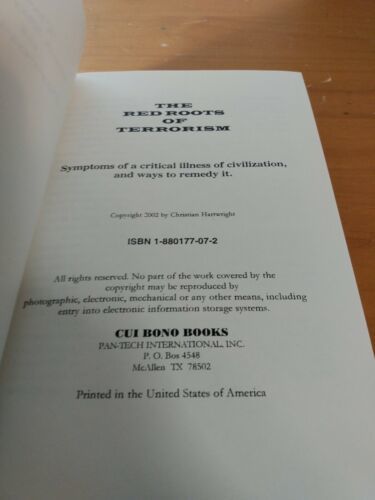 THE
RED ROOTS
OF
TERRORISM
Symptoms of a critical illness of civilization,
and ways to remedy it.
Copyright 2002 by Christian Hartwright
ISBN 1-880177-07-2
All rights reserved. No part of the work covered by the
copyright may be reproduced by
photographic, electronic, mechanical or any other means, including
entry into electronic information storage systems.
CUI BONO BOOKS
PAN-TECH INTERNATIONAL, INC.
P. O. Box 4548
McAllen TX 78502
Printed in the United States of America